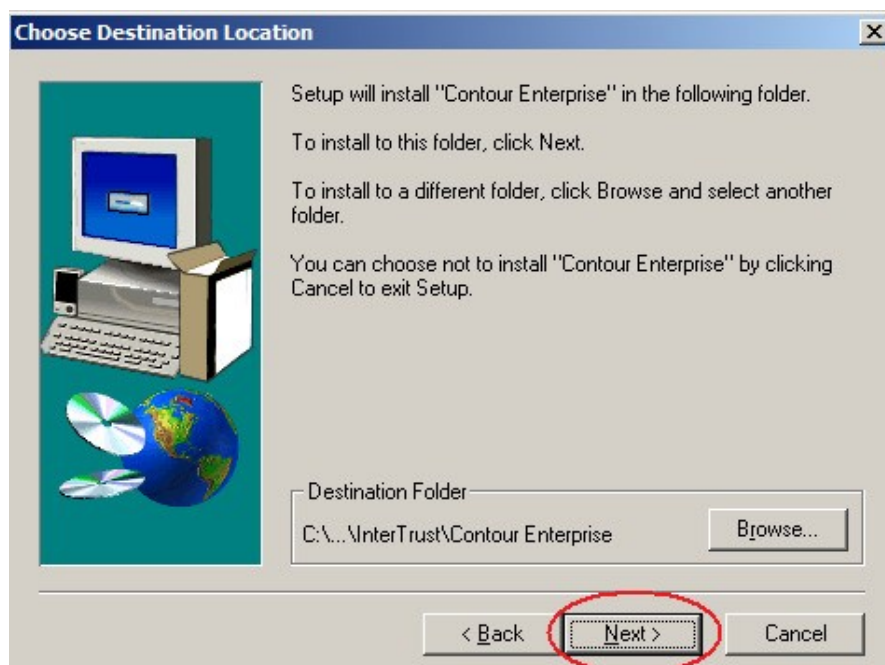 Choose Destination Location
Setup will install "Contour Enterprise" in the following folder.
To install to this folder, click Next.
To install to a different folder, click Browse and select another
folder.
You can choose not to install "Contour Enterprise" by clicking
Cancel to exit Setup.
Destination Folder
C:\...\InterTrust\Contour Enterprise
Browse...
< Back
Next >
Cancel